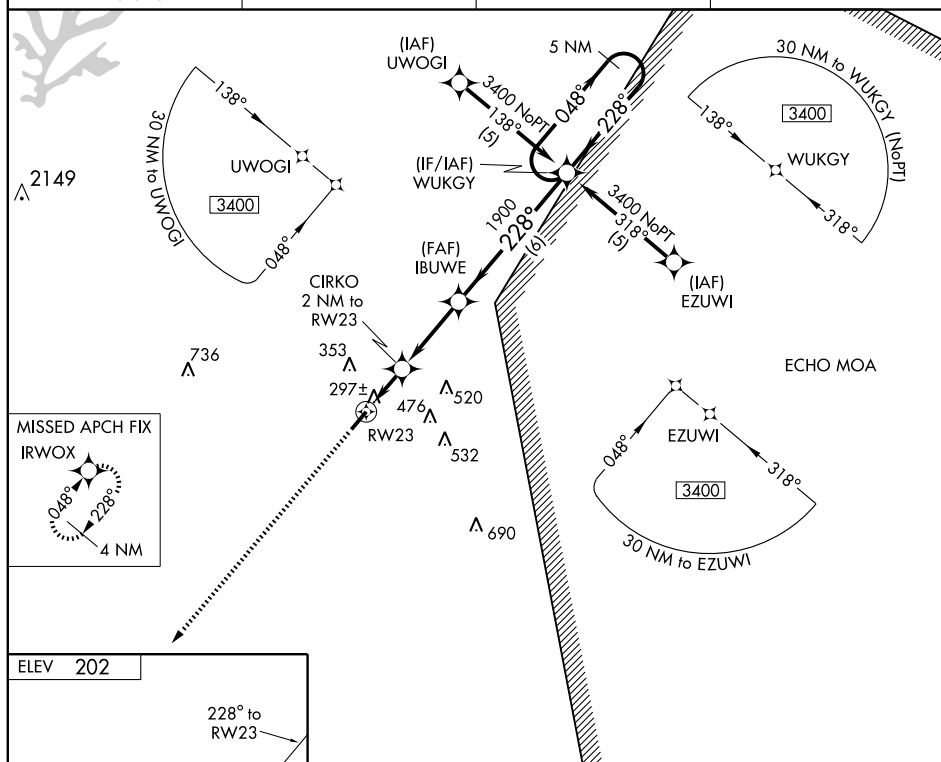 (IAF)
UWOGI
5 NM
3400 NoPT
138°
(5)
048°
228°
30 NM to UWOGI
138°
UWOGI
3400
048°
2149
(IF/IAF)
WUKGY
30 NM to WUKGY (NoPT)
3400
138°
WUKGY
318°
3400 NoPT
318°
(5)
(IAF)
EZUWI
1900
228°
(6)
(FAF)
IBUWE
CIRKO
2 NM to
RW23
736
353
297±
476
520
532
RW23
690
ECHO MOA
EZUWI
048°
318°
3400
30 NM to EZUWI
MISSED APCH FIX
IRWOX
048°
228°
4 NM
ELEV 202
228° to
RW23